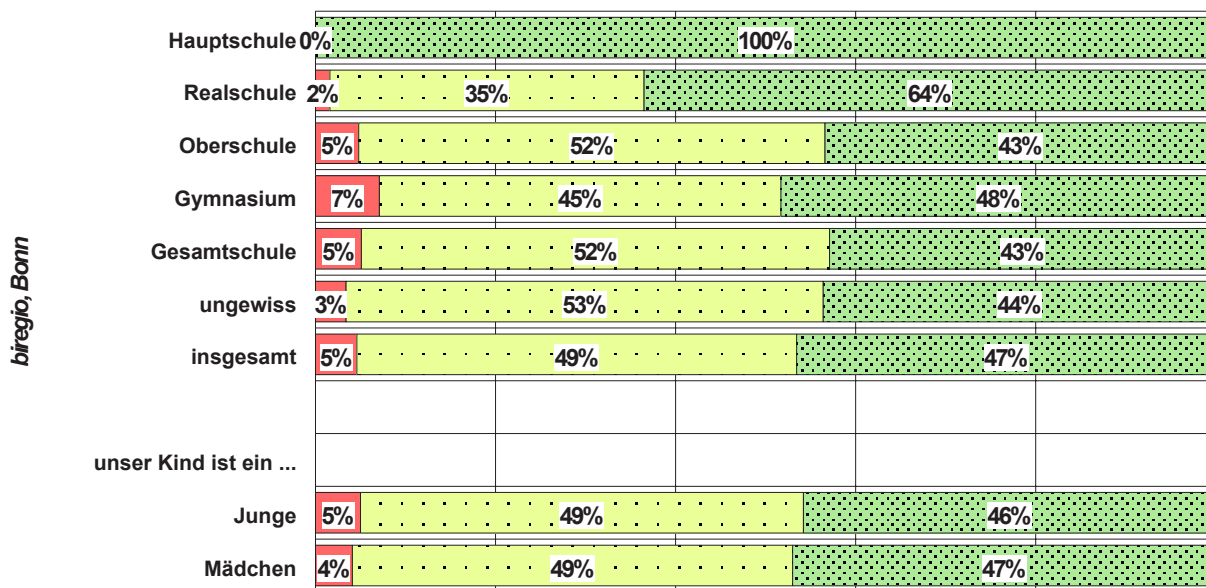 Hauptschule 0% 100%
Realschule 2% 35% 64%
Oberschule 5% 52% 43%
Gymnasium 7% 45% 48%
Gesamtschule 5% 52% 43%
ungewiss 3% 53% 44%
insgesamt 5% 49% 47%
unser Kind ist ein ...
Junge 5% 49% 46%
Mädchen 4% 49% 47%
biregio, Bonn